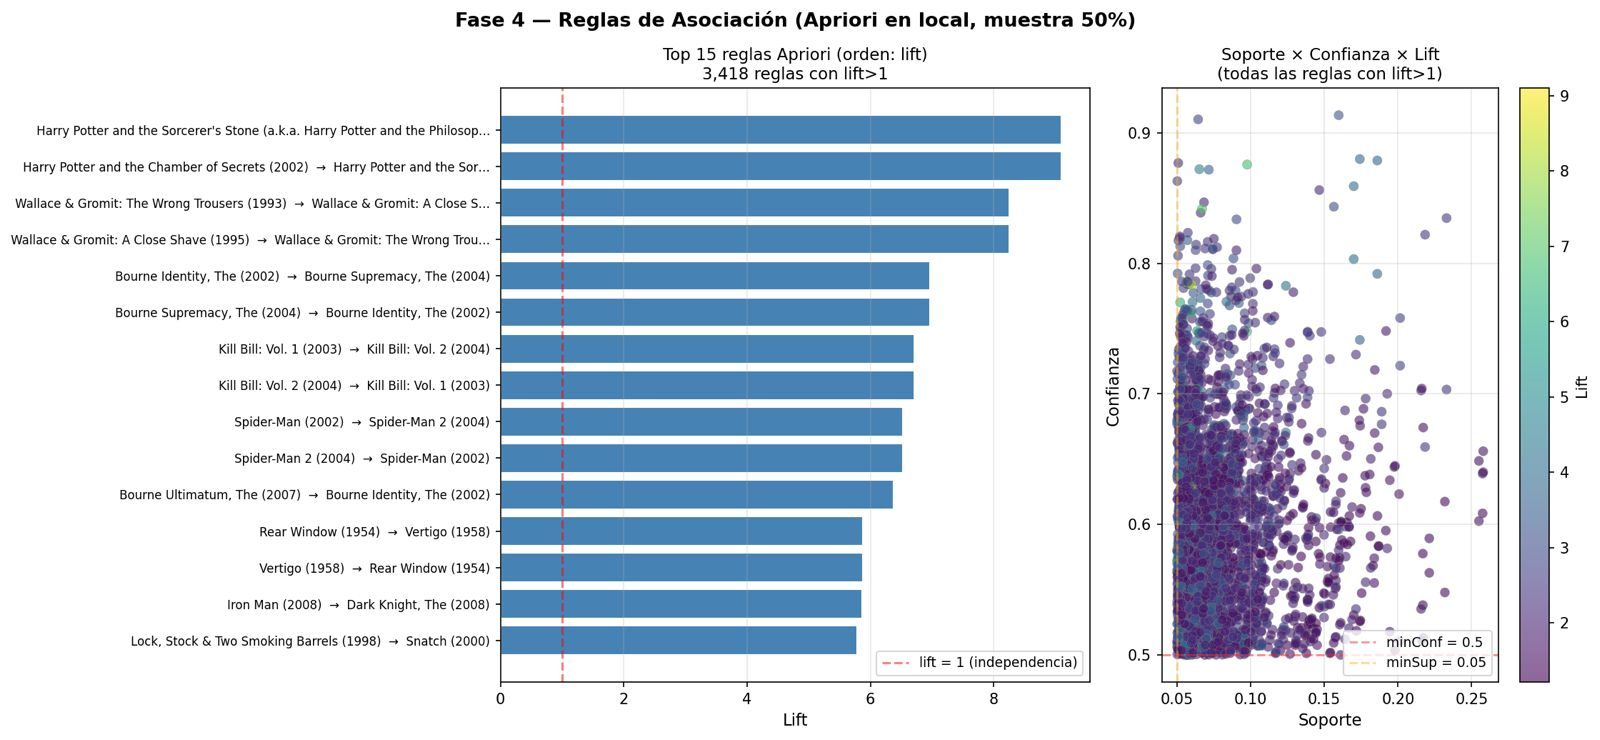 Fase 4 — Reglas de Asociación (Apriori en local, muestra 50%)
Top 15 reglas Apriori (orden: lift)
3,418 reglas con lift>1
Harry Potter and the Sorcerer's Stone (a.k.a. Harry Potter and the Philosop...
Harry Potter and the Chamber of Secrets (2002) → Harry Potter and the Sor...
Wallace & Gromit: The Wrong Trousers (1993) → Wallace & Gromit: A Close S...
Wallace & Gromit: A Close Shave (1995) → Wallace & Gromit: The Wrong Trou...
Bourne Identity, The (2002) → Bourne Supremacy, The (2004)
Bourne Supremacy, The (2004) → Bourne Identity, The (2002)
Kill Bill: Vol. 1 (2003) → Kill Bill: Vol. 2 (2004)
Kill Bill: Vol. 2 (2004) → Kill Bill: Vol. 1 (2003)
Spider-Man (2002) → Spider-Man 2 (2004)
Spider-Man 2 (2004) → Spider-Man (2002)
Bourne Ultimatum, The (2007) → Bourne Identity, The (2002)
Rear Window (1954) → Vertigo (1958)
Vertigo (1958) → Rear Window (1954)
Iron Man (2008) → Dark Knight, The (2008)
Lock, Stock & Two Smoking Barrels (1998) → Snatch (2000)
lift = 1 (independencia)
0 2 4 6 8
Lift
Soporte × Confianza × Lift
(todas las reglas con lift>1)
Confianza
0.9
0.8
0.7
0.6
0.5
minConf = 0.5
minSup = 0.05
0.05 0.10 0.15 0.20 0.25
Soporte
9
8
7
6
5
4
3
2
Lift